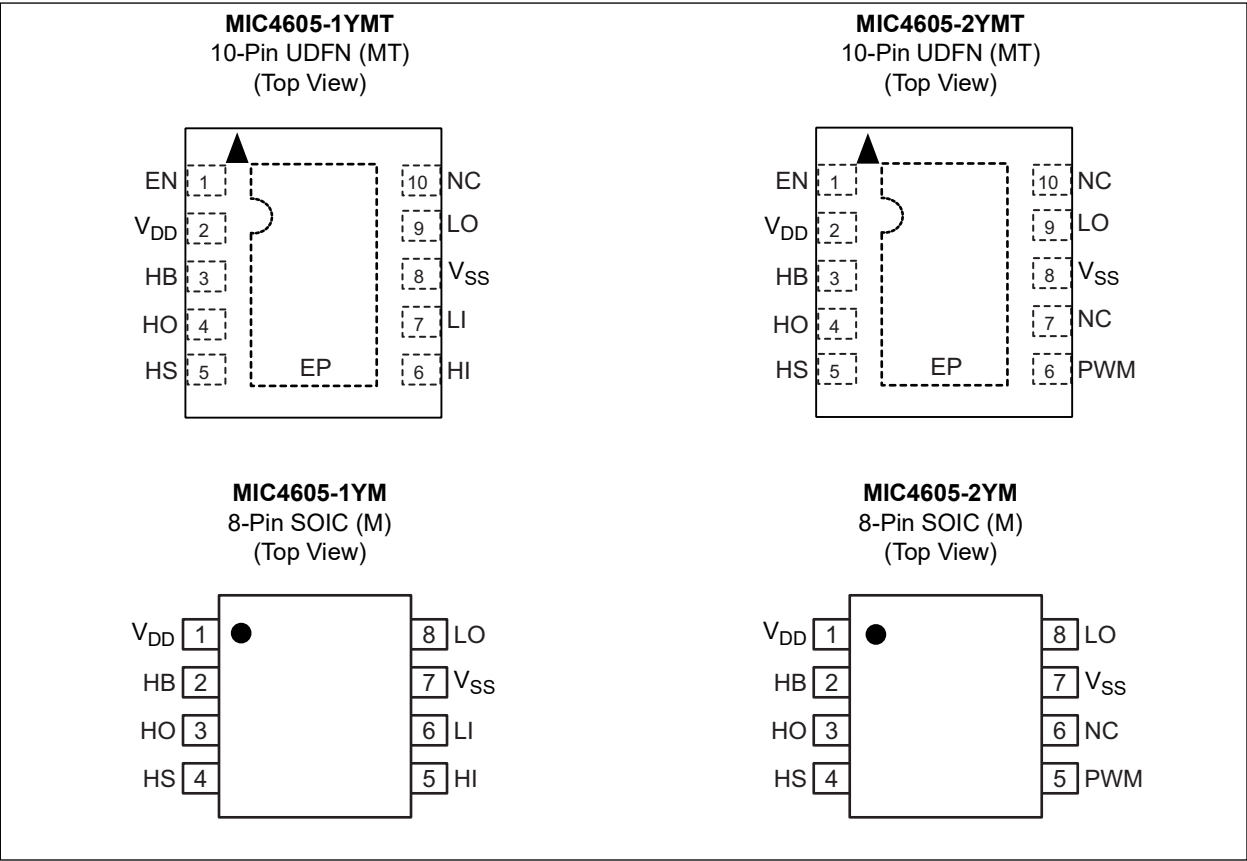 MIC4605-1YMT
10-Pin UDFN (MT)
(Top View)
EN 1 10 NC
VDD 2 9 LO
HB 3 8 VSS
HO 4 7 LI
HS 5 EP 6 HI
MIC4605-2YMT
10-Pin UDFN (MT)
(Top View)
EN 1 10 NC
VDD 2 9 LO
HB 3 8 VSS
HO 4 7 NC
HS 5 EP 6 PWM
MIC4605-1YM
8-Pin SOIC (M)
(Top View)
VDD 1 8 LO
HB 2 7 VSS
HO 3 6 LI
HS 4 5 HI
MIC4605-2YM
8-Pin SOIC (M)
(Top View)
VDD 1 8 LO
HB 2 7 VSS
HO 3 6 NC
HS 4 5 PWM